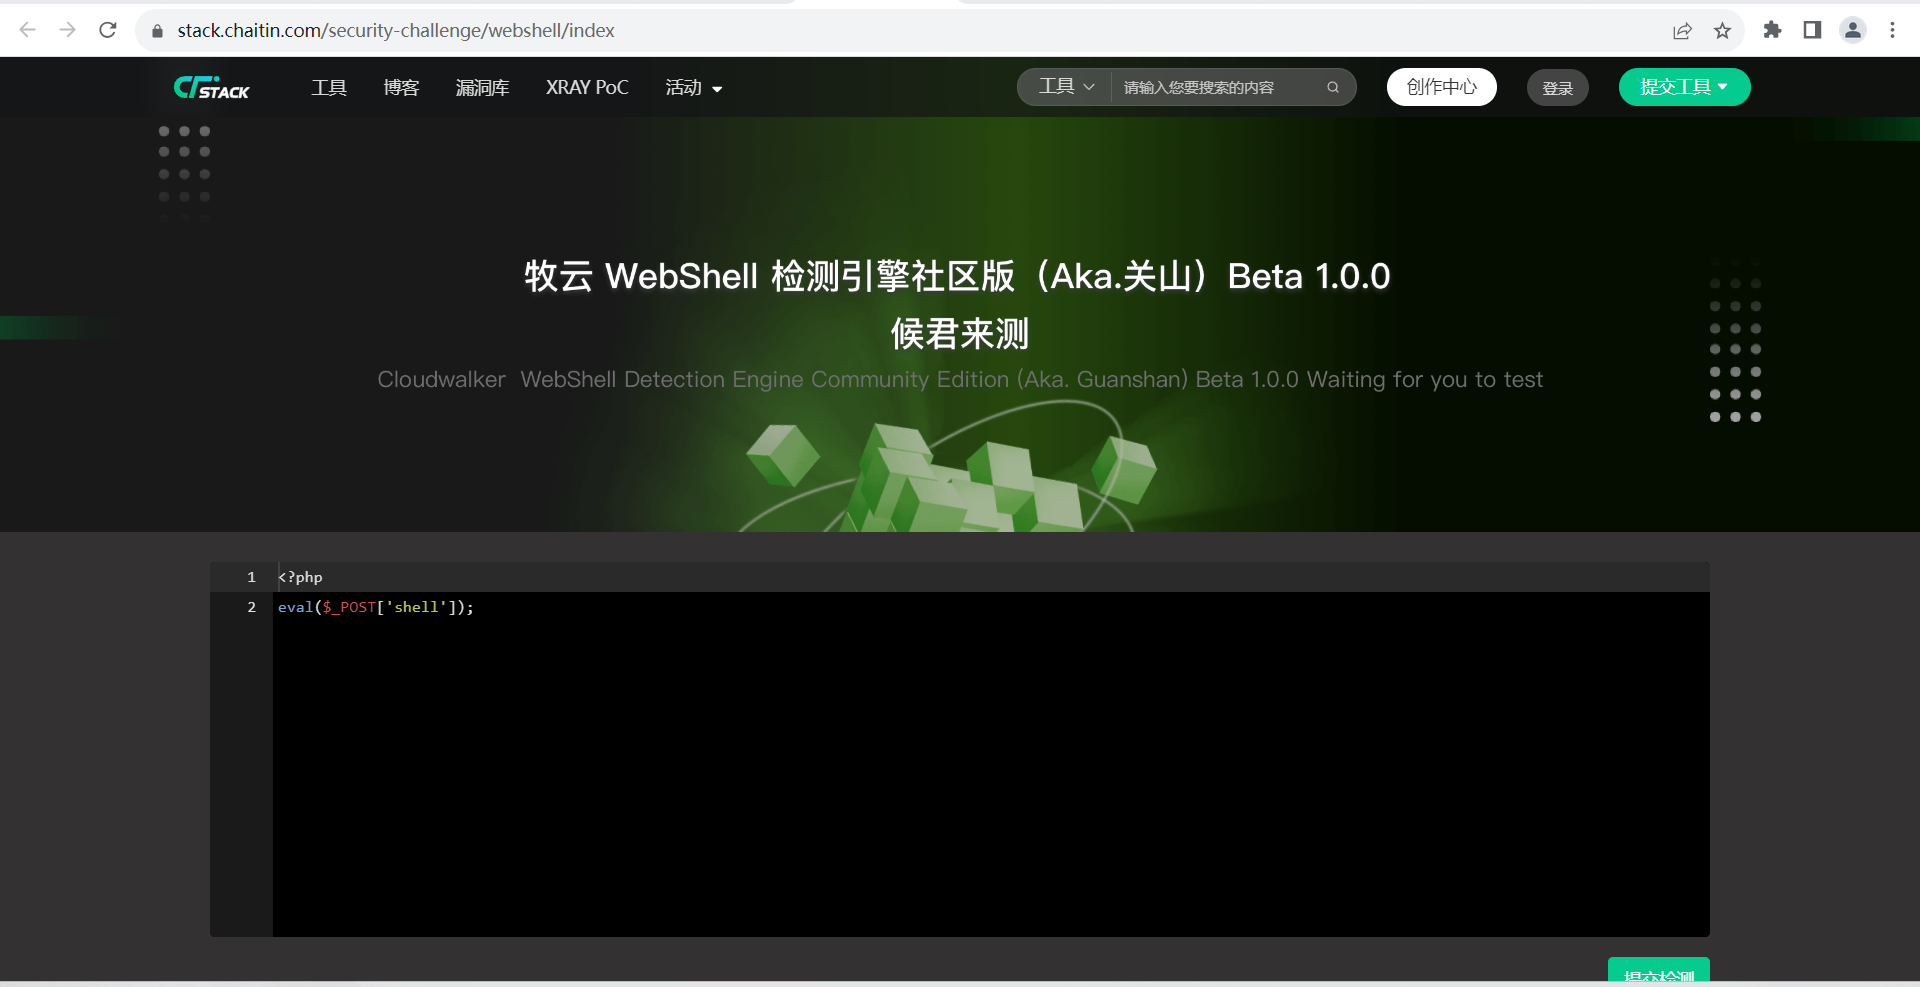 stack.chaitin.com/security-challenge/webshell/index
CTSTACK 工具 博客 漏洞库 XRAY PoC 活动 工具 请输入您要搜索的内容 创作中心 登录 提交工具
牧云 WebShell 检测引擎社区版（Aka.关山）Beta 1.0.0
候君来测
Cloudwalker WebShell Detection Engine Community Edition (Aka. Guanshan) Beta 1.0.0 Waiting for you to test
1 <?php
2 eval($_POST['shell']);
提交检测